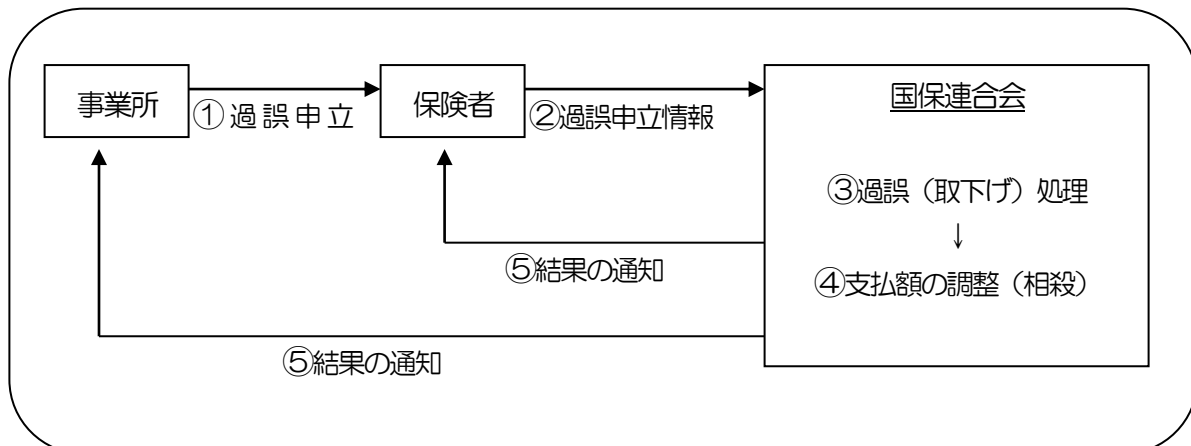 事業所
①過誤申立
保険者
②過誤申立情報
国保連合会
③過誤（取下げ）処理
↓
④支払額の調整（相殺）
⑤結果の通知
⑤結果の通知